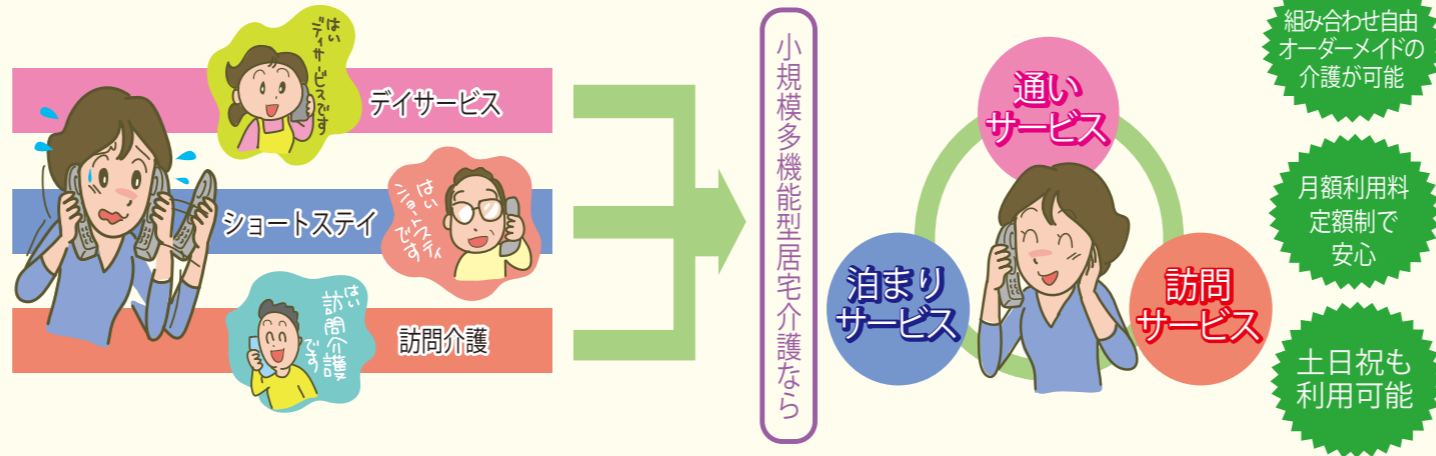 はい
デイサービスです
デイサービス
ショートステイ
はい
ショートステイ
です
はい
訪問介護
です
訪問介護
小規模多機能型居宅介護なら
通い
サービス
泊まり
サービス
訪問
サービス
組み合わせ自由
オーダーメイドの
介護が可能
月額利用料
定額制で
安心
土日祝も
利用可能